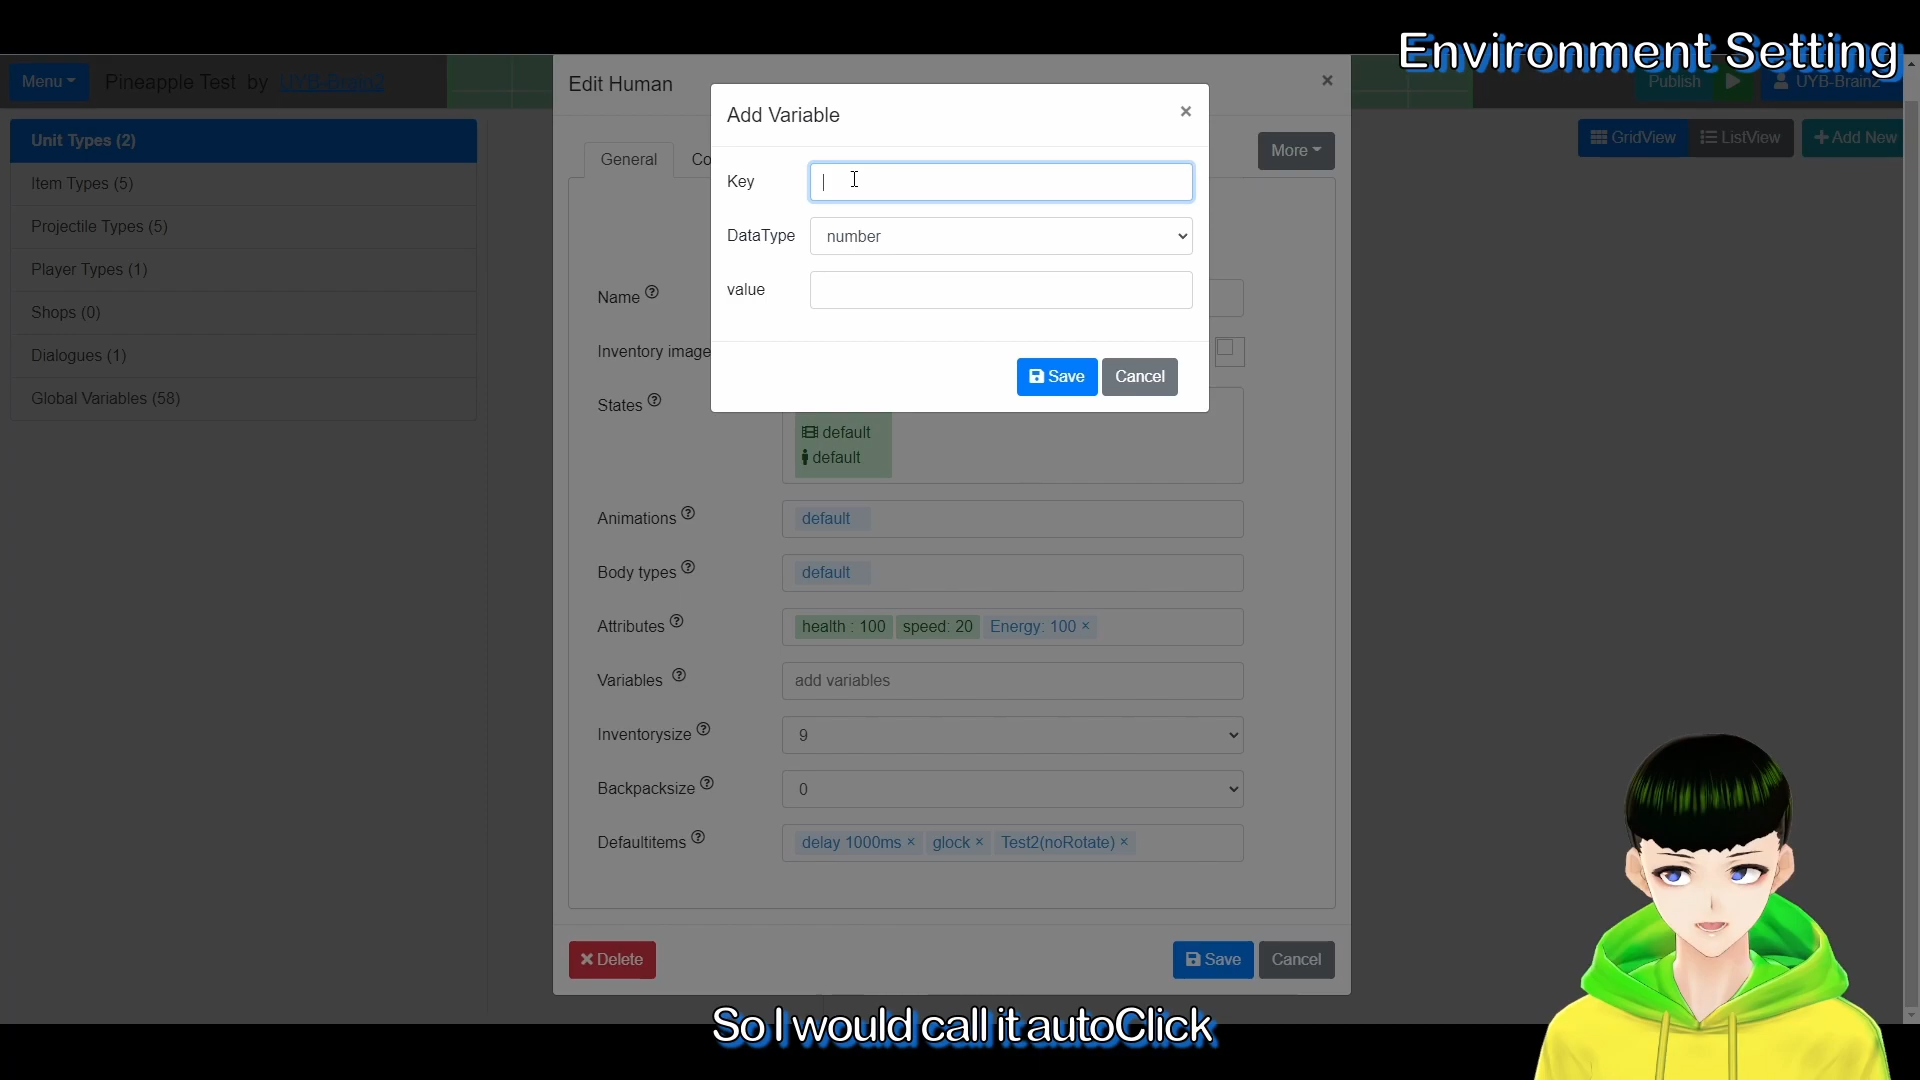 Environment Setting
Menu
Pineapple Test by UYB-Brain2
Edit Human
×
Publish
UYB-Brain2
Unit Types (2)
Item Types (5)
Projectile Types (5)
Player Types (1)
Shops (0)
Dialogues (1)
Global Variables (58)
GridView
ListView
Add New
General
Co
More
Add Variable
×
Key
DataType
number
value
Save
Cancel
Name
Inventory image
States
default
default
Animations
default
Body types
default
Attributes
health : 100 speed: 20 Energy: 100 ×
Variables
add variables
Inventorysize
9
Backpacksize
0
Defaultitems
delay 1000ms × glock × Test2(noRotate) ×
Delete
Save
Cancel
So I would call it autoClick